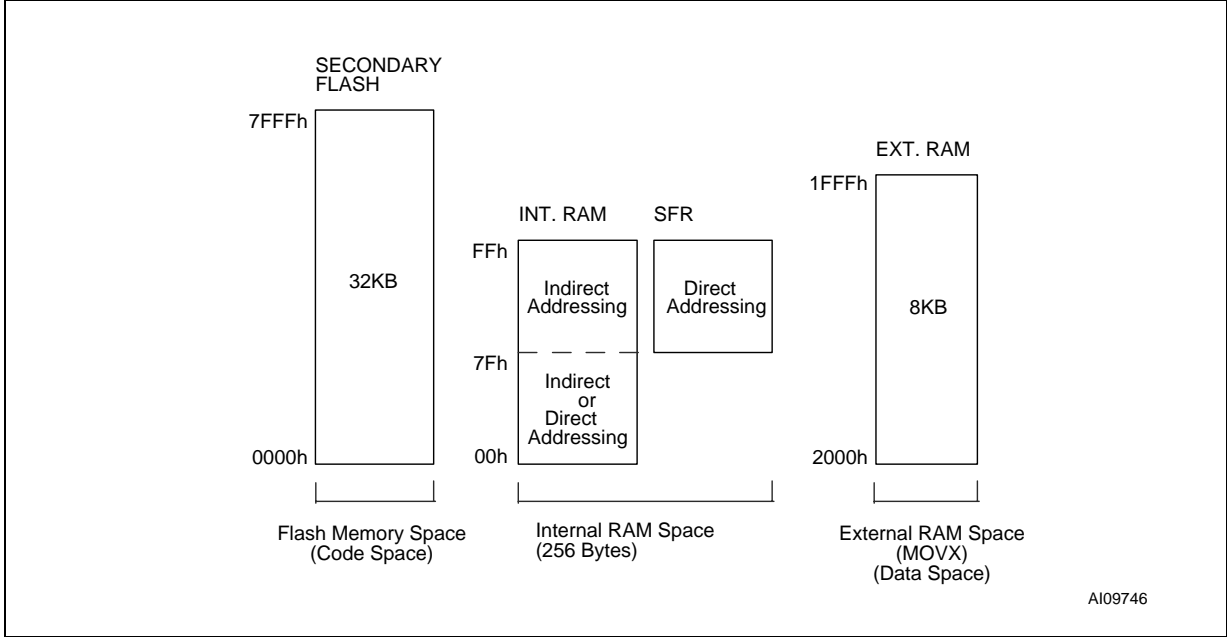 SECONDARY
FLASH
7FFFh
32KB
0000h
Flash Memory Space
(Code Space)
INT. RAM
SFR
FFh
Indirect
Addressing
Direct
Addressing
7Fh
Indirect
or
Direct
Addressing
00h
Internal RAM Space
(256 Bytes)
EXT. RAM
1FFFh
8KB
2000h
External RAM Space
(MOVX)
(Data Space)
AI09746